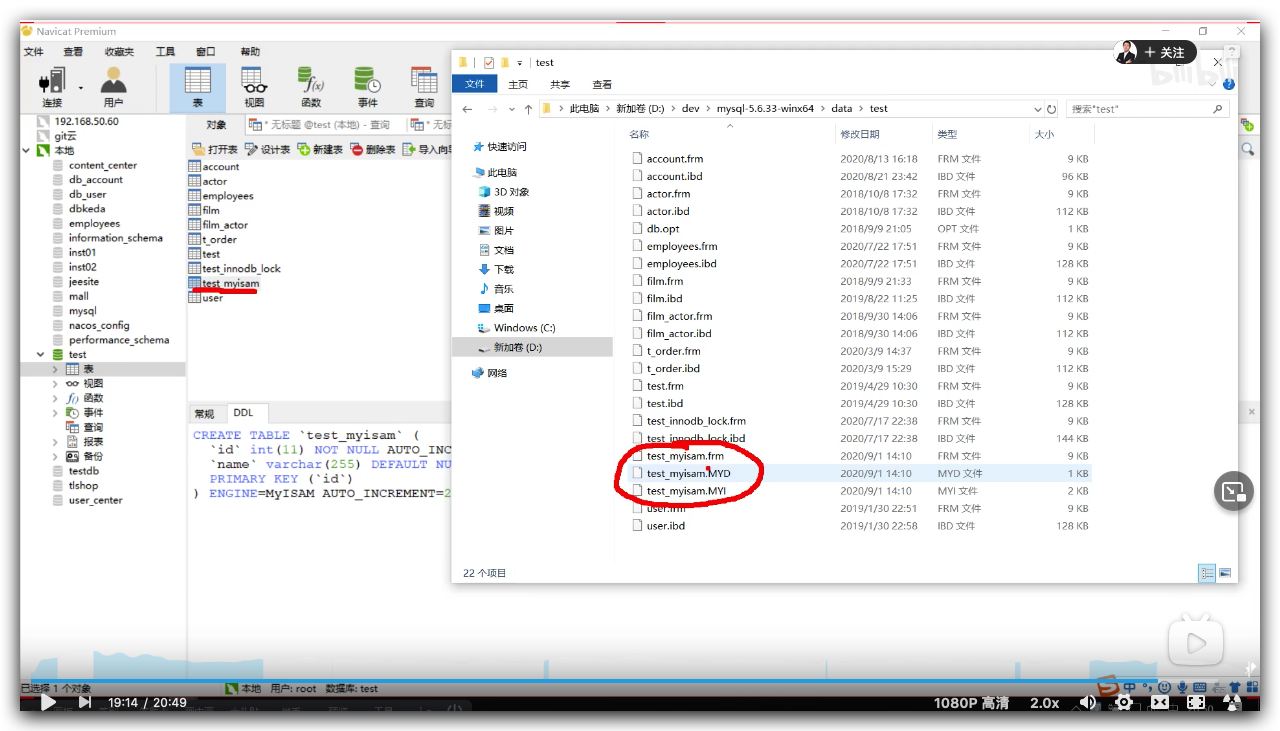 Navicat Premium
文件 查看 收藏夹 工具 窗口 帮助
连接 用户 表 视图 函数 事件 查询
192.168.50.60
git云
本地
content_center
db_account
db_user
dbkeda
employees
information_schema
inst01
inst02
jeesite
mall
mysql
nacos_config
performance_schema
test
表
视图
函数
事件
查询
报表
备份
testdb
tlshop
user_center
对象 * 无标题 @test (本地) - 查询 * 无标
打开表 设计表 新建表 删除表 导入向导
account
actor
employees
film
film_actor
t_order
test
test_innodb_lock
test_myisam
user
常规 DDL
CREATE TABLE `test_myisam` (
`id` int(11) NOT NULL AUTO_INC
`name` varchar(255) DEFAULT NU
PRIMARY KEY (`id`)
) ENGINE=MyISAM AUTO_INCREMENT=2
test
文件 主页 共享 查看
此电脑 > 新加卷 (D:) > dev > mysql-5.6.33-winx64 > data > test
搜索"test"
快速访问
此电脑
3D 对象
视频
图片
文档
下载
音乐
桌面
Windows (C:)
新加卷 (D:)
网络
名称 修改日期 类型 大小
account.frm 2020/8/13 16:18 FRM 文件 9 KB
account.ibd 2020/8/21 23:42 IBD 文件 96 KB
actor.frm 2018/10/8 17:32 FRM 文件 9 KB
actor.ibd 2018/10/8 17:32 IBD 文件 112 KB
db.opt 2018/9/9 21:05 OPT 文件 1 KB
employees.frm 2020/7/22 17:51 FRM 文件 9 KB
employees.ibd 2020/7/22 17:51 IBD 文件 128 KB
film.frm 2018/9/9 21:33 FRM 文件 9 KB
film.ibd 2019/8/22 11:25 IBD 文件 112 KB
film_actor.frm 2018/9/30 14:06 FRM 文件 9 KB
film_actor.ibd 2018/9/30 14:06 IBD 文件 112 KB
t_order.frm 2020/3/9 14:37 FRM 文件 9 KB
t_order.ibd 2020/3/9 15:29 IBD 文件 112 KB
test.frm 2019/4/29 10:30 FRM 文件 9 KB
test.ibd 2019/4/29 10:30 IBD 文件 128 KB
test_innodb_lock.frm 2020/7/17 22:38 FRM 文件 9 KB
test_innodb_lock.ibd 2020/7/17 22:38 IBD 文件 144 KB
test_myisam.frm 2020/9/1 14:10 FRM 文件 9 KB
test_myisam.MYD 2020/9/1 14:10 MYD 文件 1 KB
test_myisam.MYI 2020/9/1 14:10 MYI 文件 2 KB
user.frm 2019/1/30 22:51 FRM 文件 9 KB
user.ibd 2019/1/30 22:58 IBD 文件 128 KB
22 个项目
+ 关注
bilibili
已选择 1 个对象 本地 用户: root 数据库: test
中
19:14 / 20:49
1080P 高清 2.0x